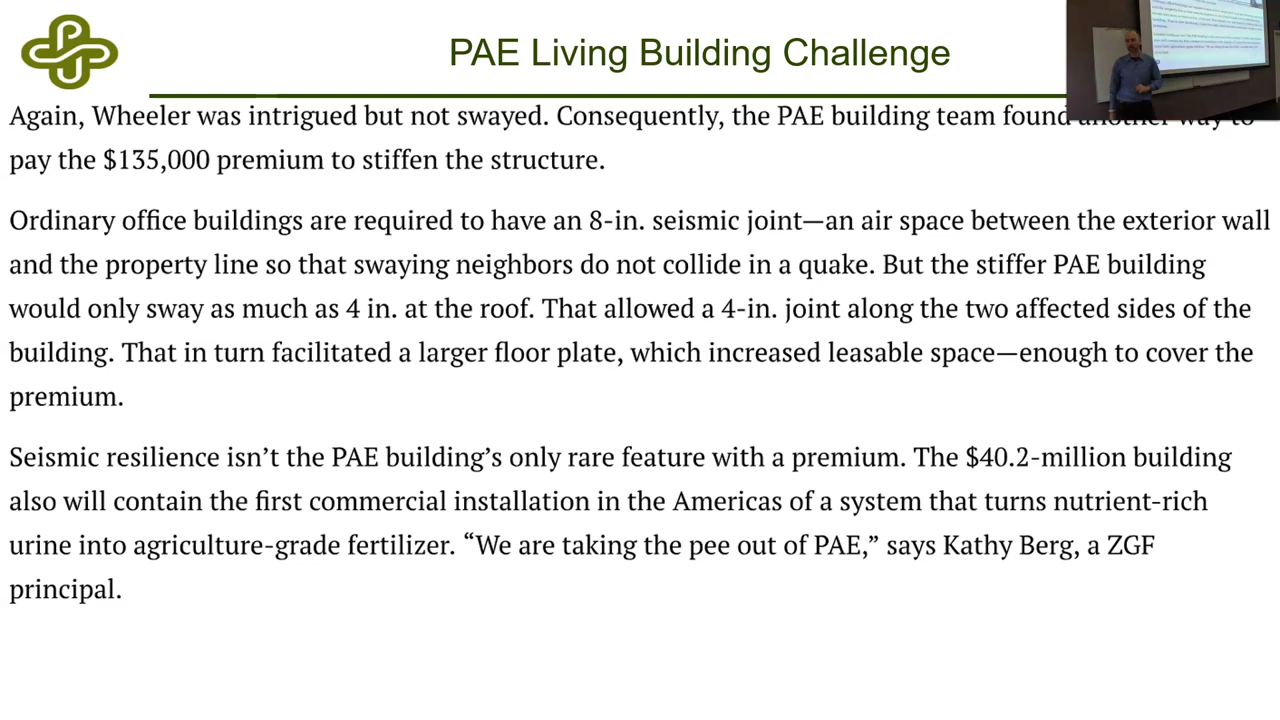 PAE Living Building Challenge
Again, Wheeler was intrigued but not swayed. Consequently, the PAE building team found another way to
pay the $135,000 premium to stiffen the structure.
Ordinary office buildings are required to have an 8-in. seismic joint—an air space between the exterior wall
and the property line so that swaying neighbors do not collide in a quake. But the stiffer PAE building
would only sway as much as 4 in. at the roof. That allowed a 4-in. joint along the two affected sides of the
building. That in turn facilitated a larger floor plate, which increased leasable space—enough to cover the
premium.
Seismic resilience isn’t the PAE building’s only rare feature with a premium. The $40.2-million building
also will contain the first commercial installation in the Americas of a system that turns nutrient-rich
urine into agriculture-grade fertilizer. “We are taking the pee out of PAE,” says Kathy Berg, a ZGF
principal.